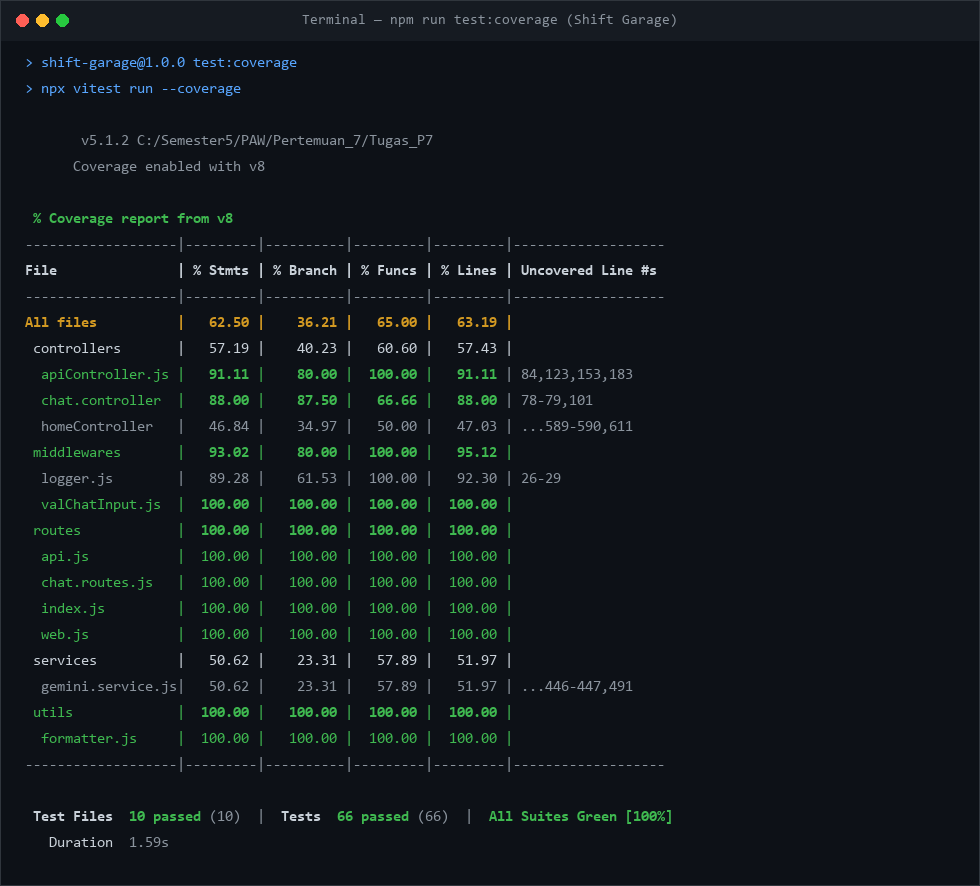 Terminal — npm run test:coverage (Shift Garage)
> shift-garage@1.0.0 test:coverage
> npx vitest run --coverage
v5.1.2 C:/Semester5/PAW/Pertemuan_7/Tugas_P7
Coverage enabled with v8
% Coverage report from v8
-------------------|---------|----------|---------|---------|-------------------
File               | % Stmts | % Branch | % Funcs | % Lines | Uncovered Line #s
-------------------|---------|----------|---------|---------|-------------------
All files          |   62.50 |    36.21 |   65.00 |   63.19 |
 controllers       |   57.19 |    40.23 |   60.60 |   57.43 |
  apiController.js |   91.11 |    80.00 |  100.00 |   91.11 | 84,123,153,183
  chat.controller  |   88.00 |    87.50 |   66.66 |   88.00 | 78-79,101
  homeController   |   46.84 |    34.97 |   50.00 |   47.03 | ...589-590,611
 middlewares       |   93.02 |    80.00 |  100.00 |   95.12 |
  logger.js        |   89.28 |    61.53 |  100.00 |   92.30 | 26-29
  valChatInput.js  |  100.00 |   100.00 |  100.00 |  100.00 |
 routes            |  100.00 |   100.00 |  100.00 |  100.00 |
  api.js           |  100.00 |   100.00 |  100.00 |  100.00 |
  chat.routes.js   |  100.00 |   100.00 |  100.00 |  100.00 |
  index.js         |  100.00 |   100.00 |  100.00 |  100.00 |
  web.js           |  100.00 |   100.00 |  100.00 |  100.00 |
 services          |   50.62 |    23.31 |   57.89 |   51.97 |
  gemini.service.js|   50.62 |    23.31 |   57.89 |   51.97 | ...446-447,491
 utils             |  100.00 |   100.00 |  100.00 |  100.00 |
  formatter.js     |  100.00 |   100.00 |  100.00 |  100.00 |
-------------------|---------|----------|---------|---------|-------------------
Test Files  10 passed (10)  |  Tests  66 passed (66)  |  All Suites Green [100%]
Duration  1.59s